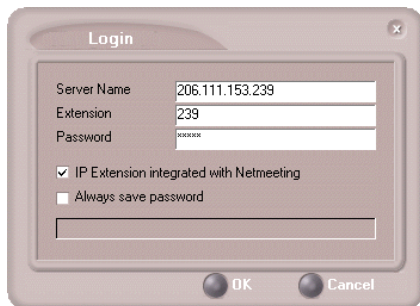 Login
x
Server Name 206.111.153.239
Extension 239
Password *****
IP Extension integrated with Netmeeting
Always save password
OK Cancel